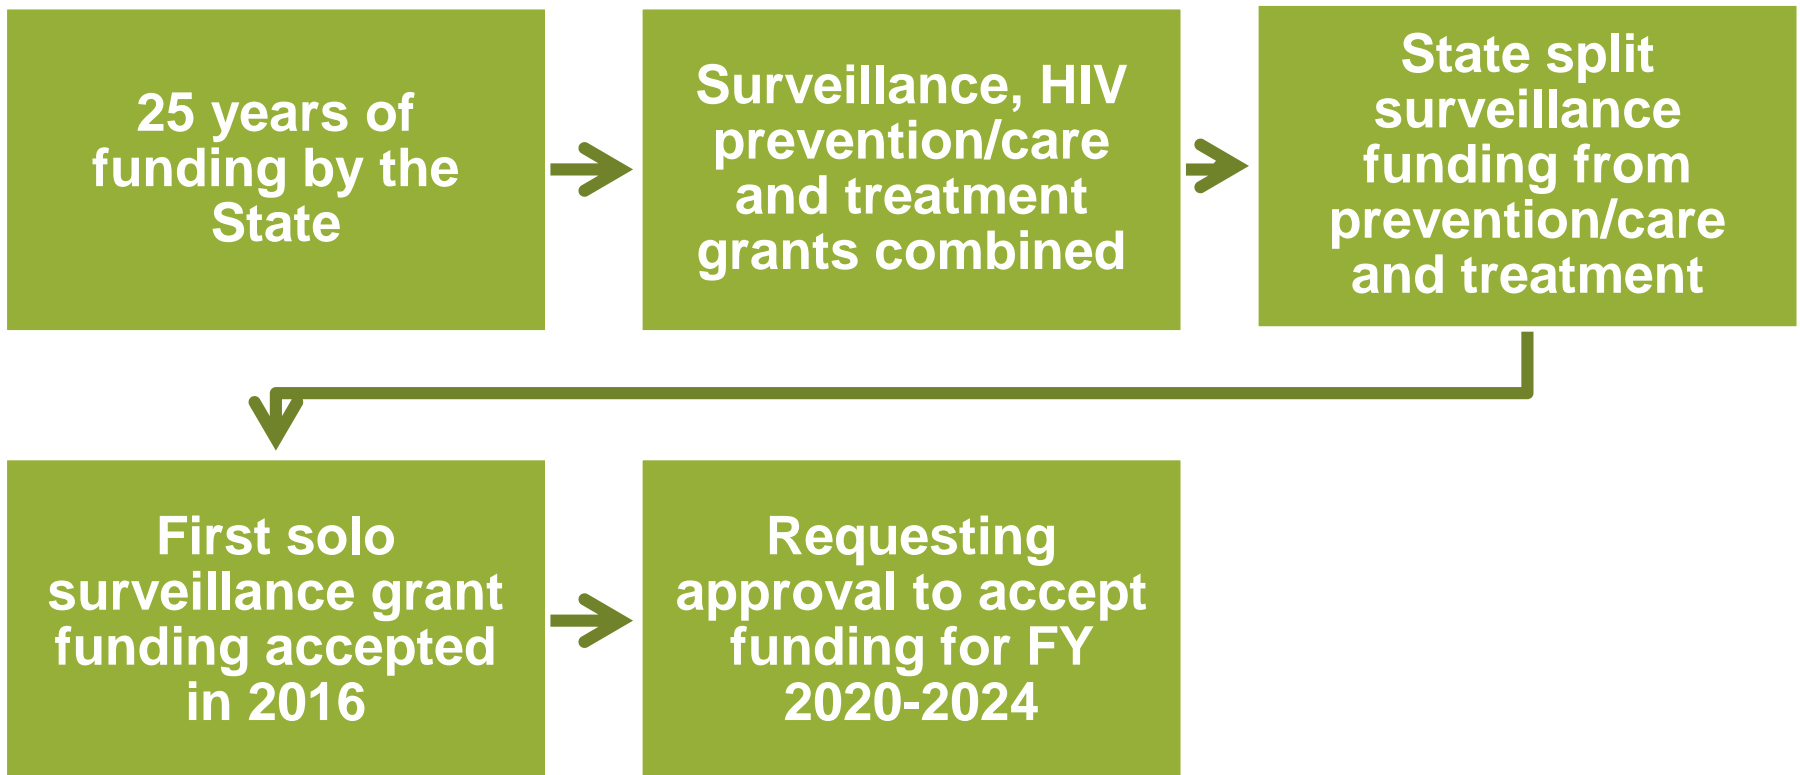 25 years of
funding by the
State
Surveillance, HIV
prevention/care
and treatment
grants combined
State split
surveillance
funding from
prevention/care
and treatment
First solo
surveillance grant
funding accepted
in 2016
Requesting
approval to accept
funding for FY
2020-2024